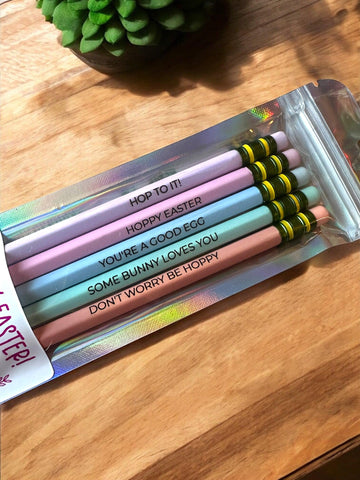 HOP TO IT!
HOPPY EASTER
YOU'RE A GOOD EGG
SOME BUNNY LOVES YOU
DON'T WORRY BE HOPPY
EASTER!